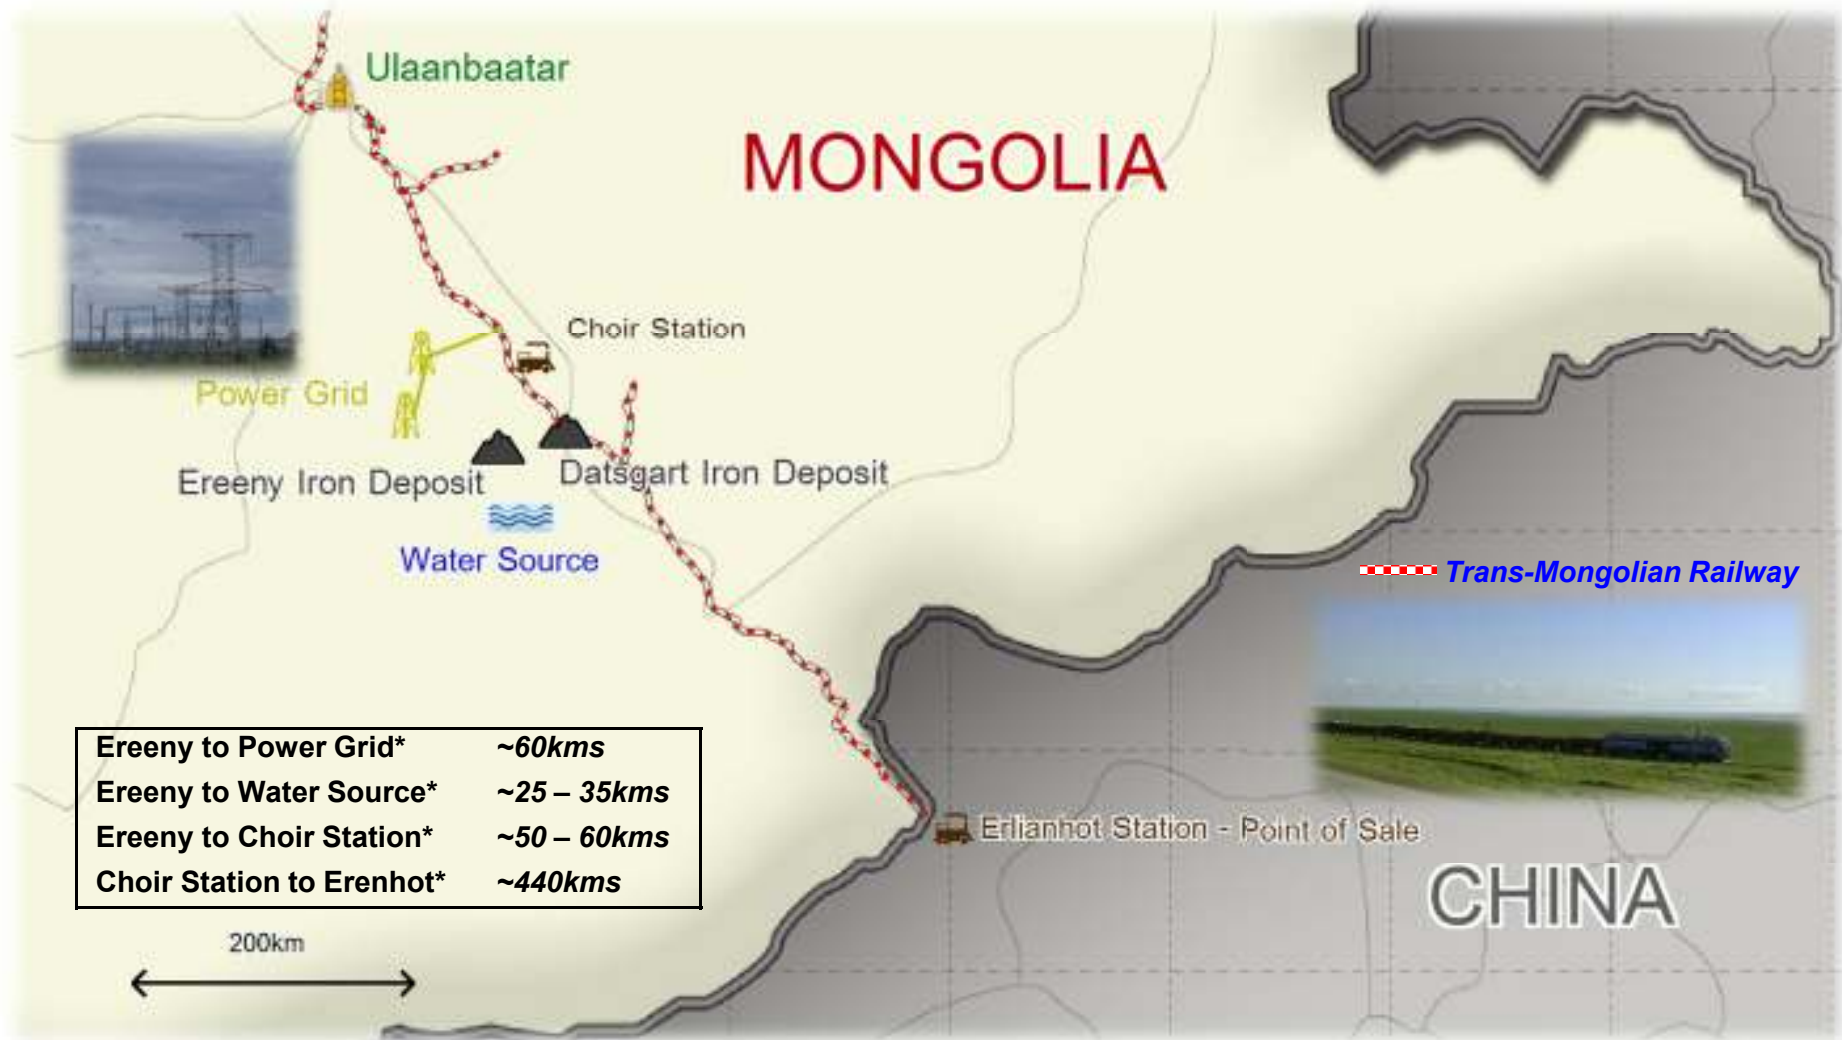 Ulaanbaatar
MONGOLIA
Choir Station
Power Grid
Ereeny Iron Deposit
Datsgart Iron Deposit
Water Source
Trans-Mongolian Railway
Ereeny to Power Grid* ~60kms
Ereeny to Water Source* ~25 – 35kms
Ereeny to Choir Station* ~50 – 60kms
Choir Station to Erenhot* ~440kms
Erlianhot Station - Point of Sale
CHINA
200km